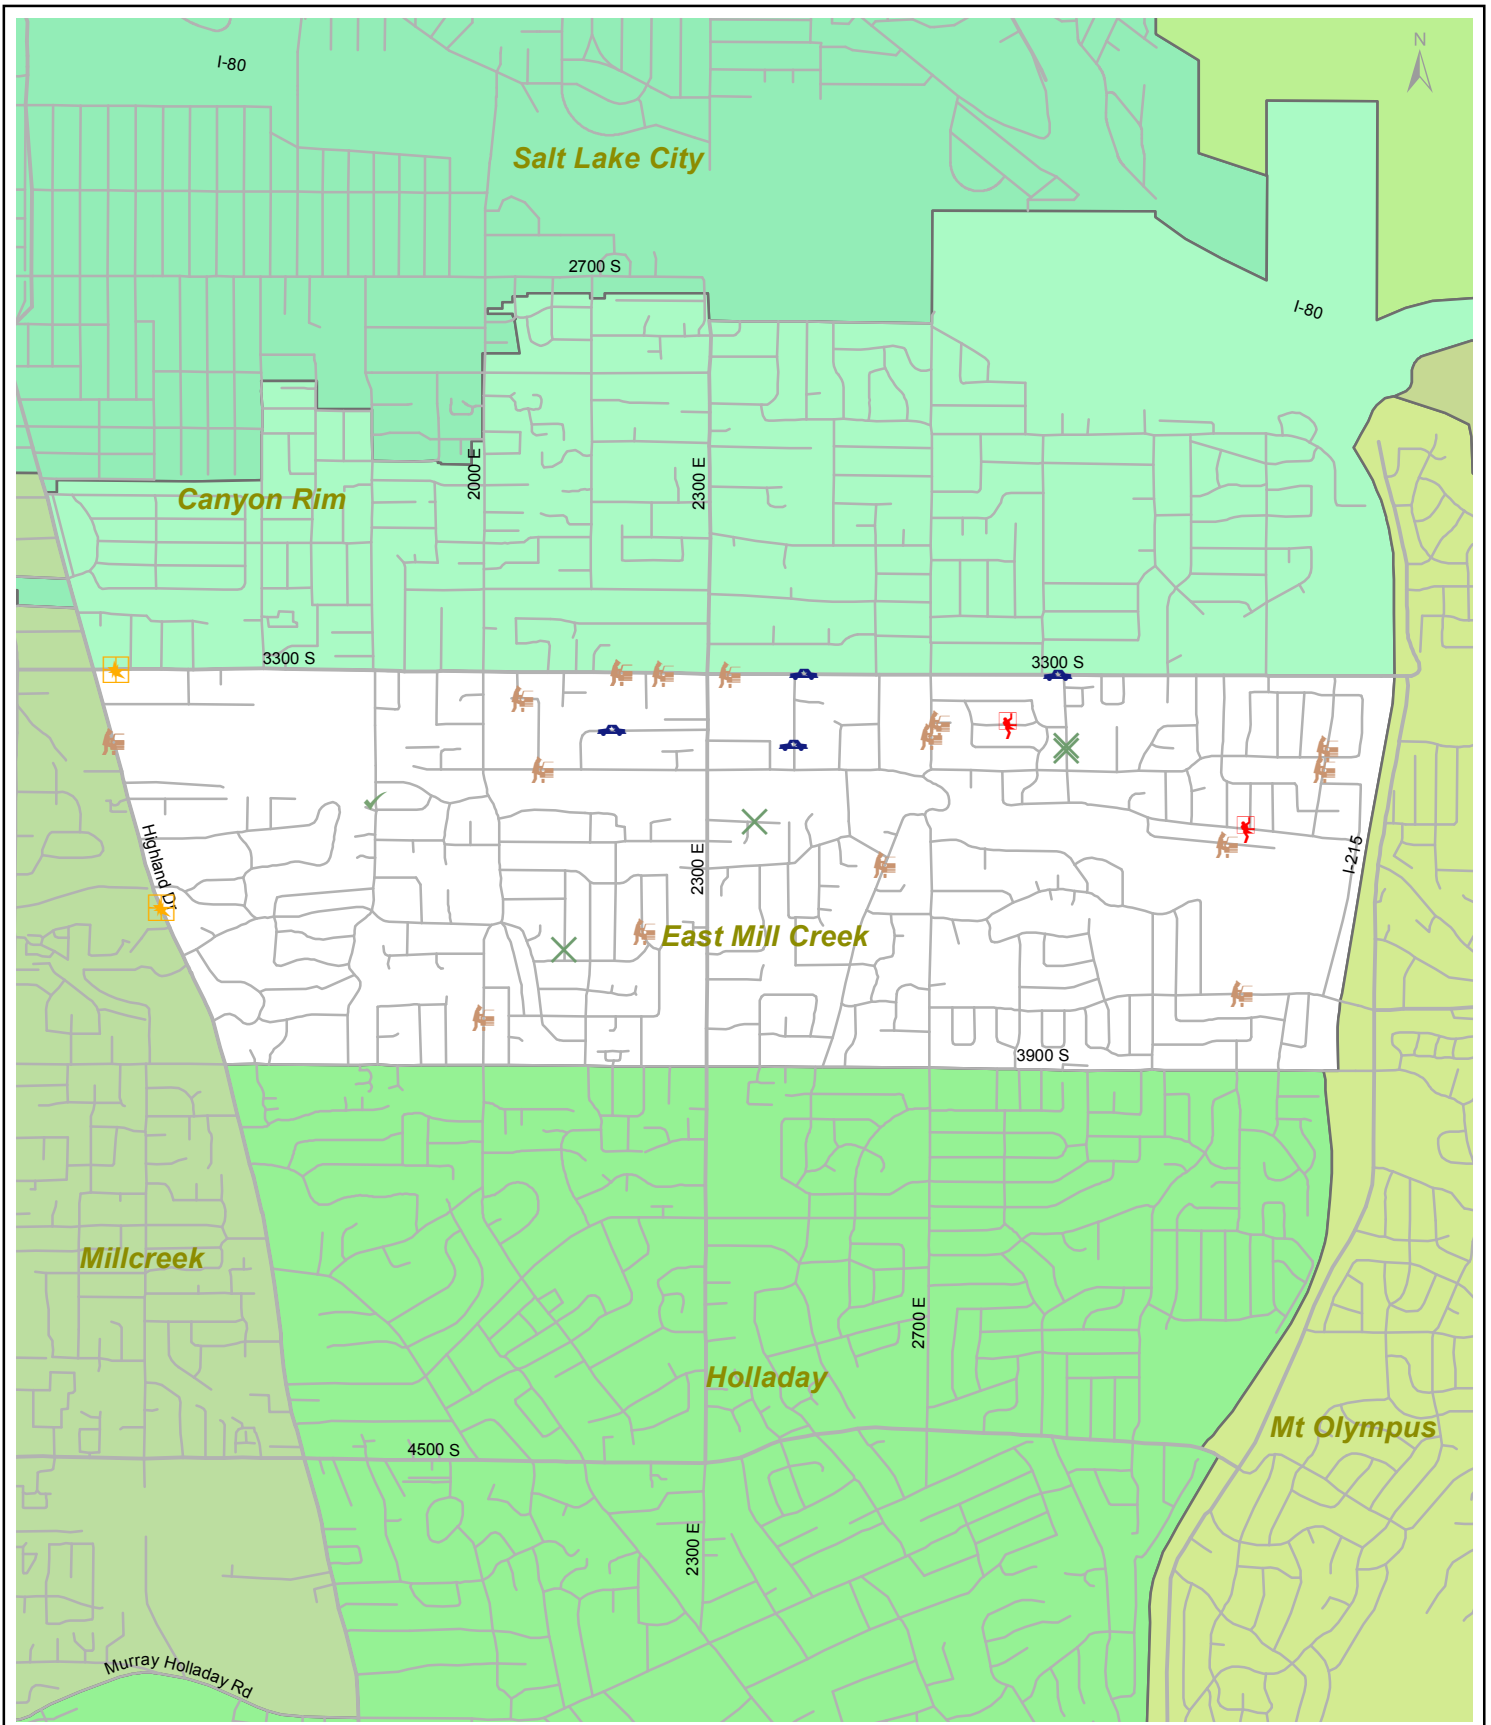 N
I-80
Salt Lake City
2700 S
I-80
2000 E
2300 E
Canyon Rim
3300 S
3300 S
Highland Dr
2300 E
I-215
East Mill Creek
3900 S
Millcreek
2700 E
Holladay
Mt Olympus
4500 S
2300 E
Murray Holladay Rd